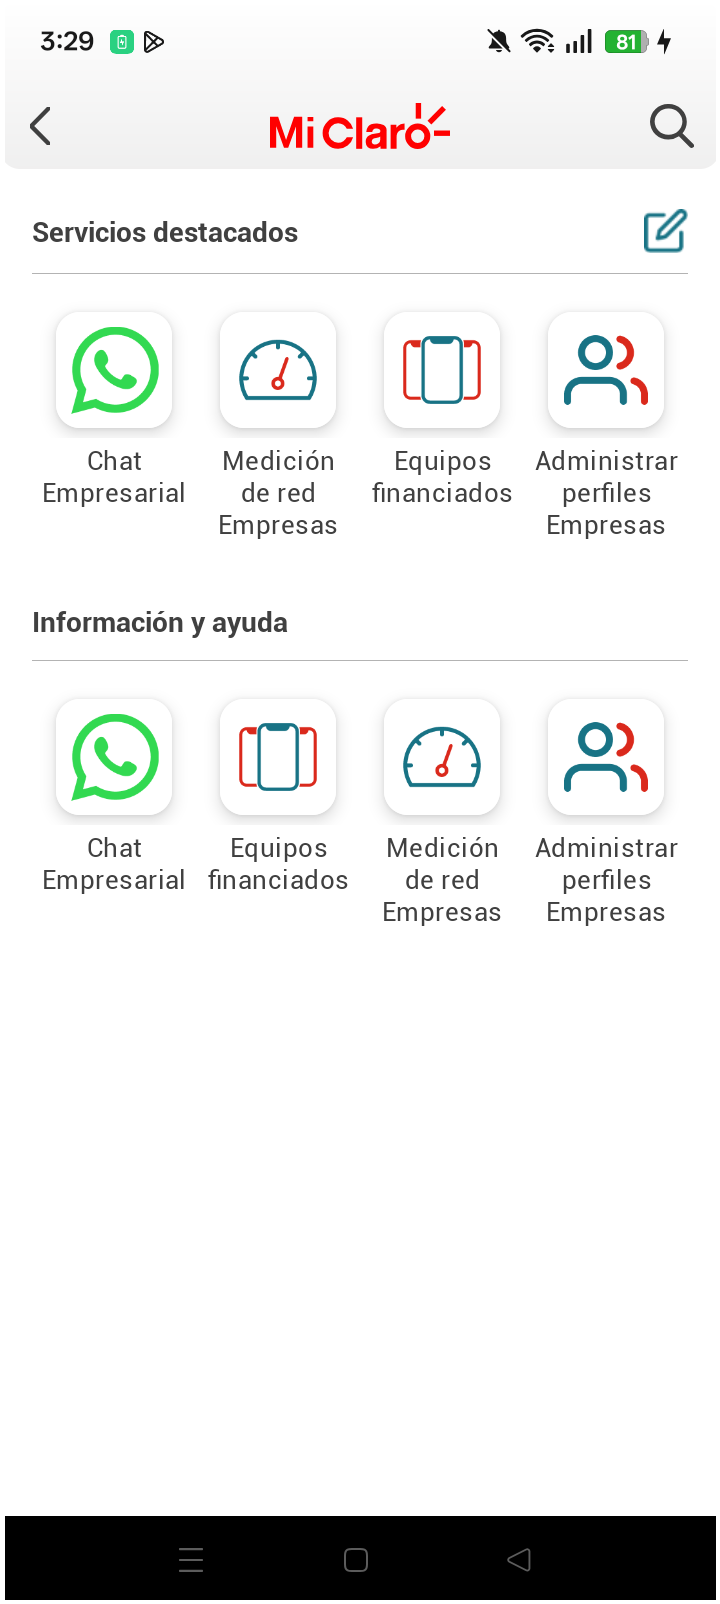 3:29
81
Mi Claro
Servicios destacados
Chat
Empresarial
Medición
de red
Empresas
Equipos
financiados
Administrar
perfiles
Empresas
Información y ayuda
Chat
Empresarial
Equipos
financiados
Medición
de red
Empresas
Administrar
perfiles
Empresas